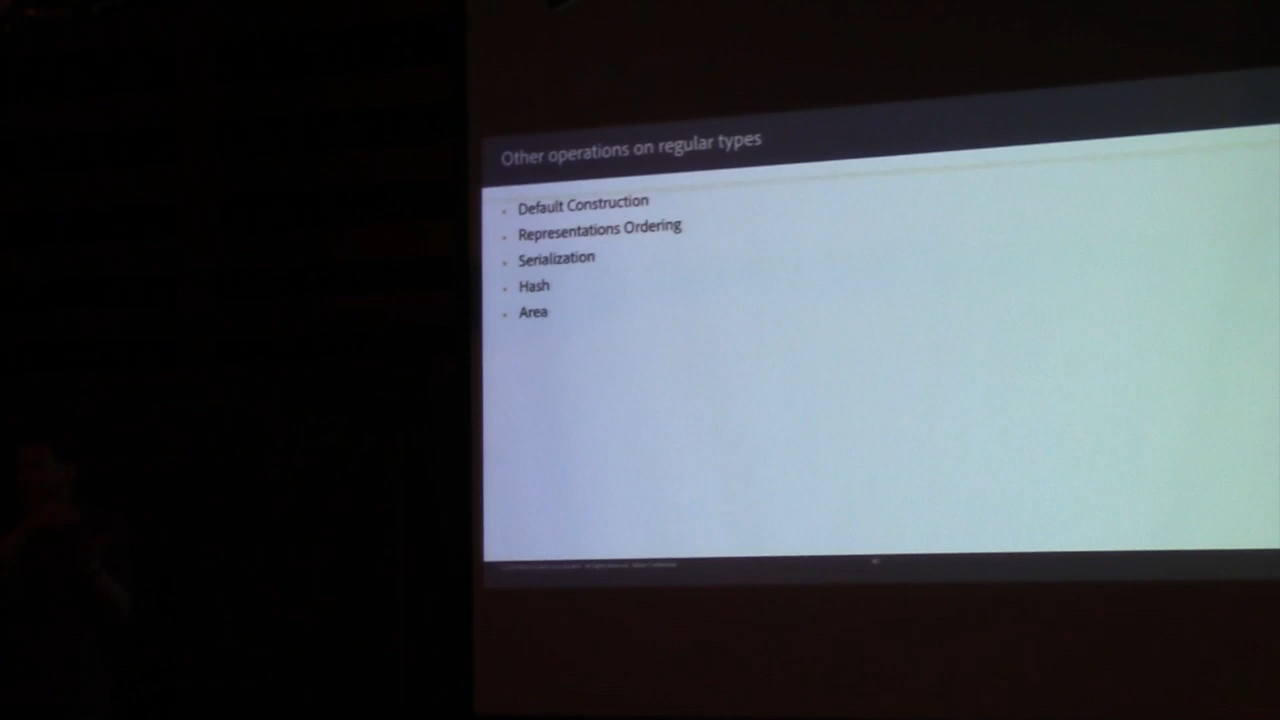 Other operations on regular types
Default Construction
Representations Ordering
Serialization
Hash
Area